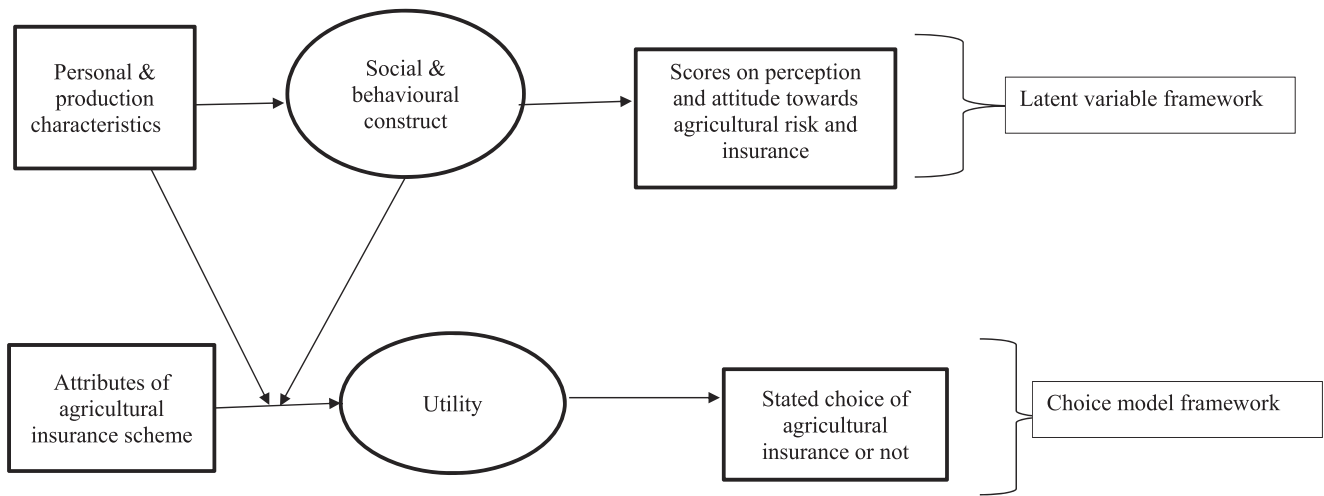 Personal &
production
characteristics
Social &
behavioural
construct
Scores on perception
and attitude towards
agricultural risk and
insurance
Latent variable framework
Attributes of
agricultural
insurance scheme
Utility
Stated choice of
agricultural
insurance or not
Choice model framework